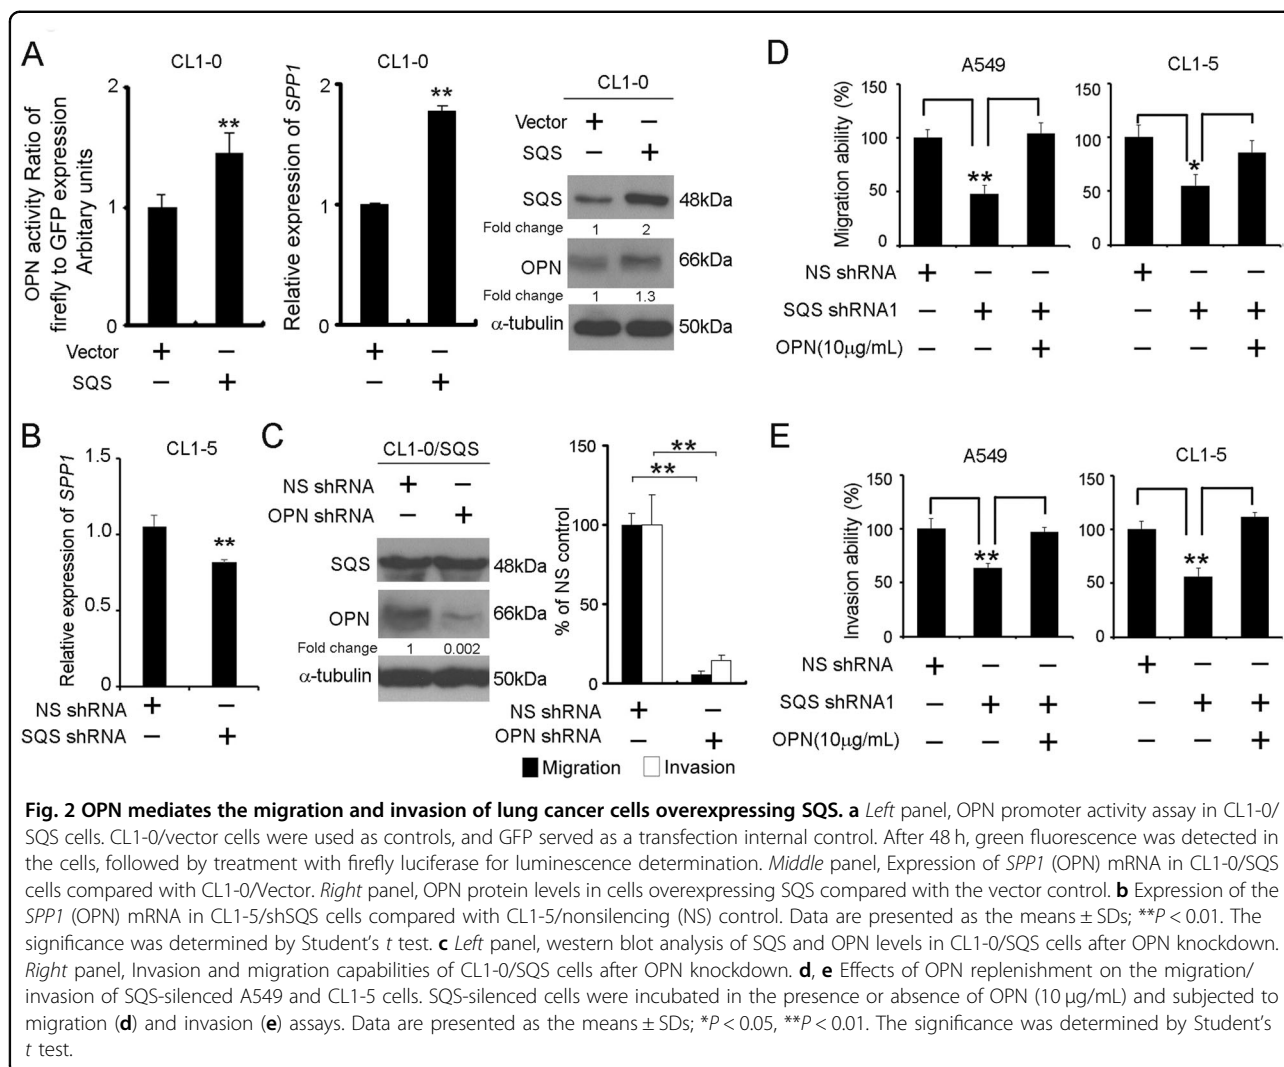 A
CL1-0
OPN activity Ratio of
firefly to GFP expression
Arbitary units
2
1
0
Vector + −
SQS − +
CL1-0
Relative expression of SPP1
2
1
0
+ −
− +
CL1-0
Vector + −
SQS − +
SQS 48kDa
Fold change 1 2
OPN 66kDa
Fold change 1 1.3
α-tubulin 50kDa
**
**
B
CL1-5
Relative expression of SPP1
1.5
1.0
0.5
0
**
NS shRNA + −
SQS shRNA − +
C
CL1-0/SQS
NS shRNA + −
OPN shRNA − +
SQS 48kDa
OPN 66kDa
Fold change 1 0.002
α-tubulin 50kDa
% of NS control
150
100
50
0
**
**
NS shRNA + −
OPN shRNA − +
Migration Invasion
D
A549 CL1-5
Migration ability (%)
150 150
100 100
50 50
0 0
** *
NS shRNA + − − + − −
SQS shRNA1 − + + − + +
OPN(10µg/mL) − − + − − +
E
A549 CL1-5
Invasion ability (%)
150 150
100 100
50 50
0 0
** **
NS shRNA + − − + − −
SQS shRNA1 − + + − + +
OPN(10µg/mL) − − + − − +
Fig. 2 OPN mediates the migration and invasion of lung cancer cells overexpressing SQS. a Left panel, OPN promoter activity assay in CL1-0/
SQS cells. CL1-0/vector cells were used as controls, and GFP served as a transfection internal control. After 48 h, green fluorescence was detected in
the cells, followed by treatment with firefly luciferase for luminescence determination. Middle panel, Expression of SPP1 (OPN) mRNA in CL1-0/SQS
cells compared with CL1-0/Vector. Right panel, OPN protein levels in cells overexpressing SQS compared with the vector control. b Expression of the
SPP1 (OPN) mRNA in CL1-5/shSQS cells compared with CL1-5/nonsilencing (NS) control. Data are presented as the means ± SDs; **P < 0.01. The
significance was determined by Student's t test. c Left panel, western blot analysis of SQS and OPN levels in CL1-0/SQS cells after OPN knockdown.
Right panel, Invasion and migration capabilities of CL1-0/SQS cells after OPN knockdown. d, e Effects of OPN replenishment on the migration/
invasion of SQS-silenced A549 and CL1-5 cells. SQS-silenced cells were incubated in the presence or absence of OPN (10 µg/mL) and subjected to
migration (d) and invasion (e) assays. Data are presented as the means ± SDs; *P < 0.05, **P < 0.01. The significance was determined by Student's
t test.